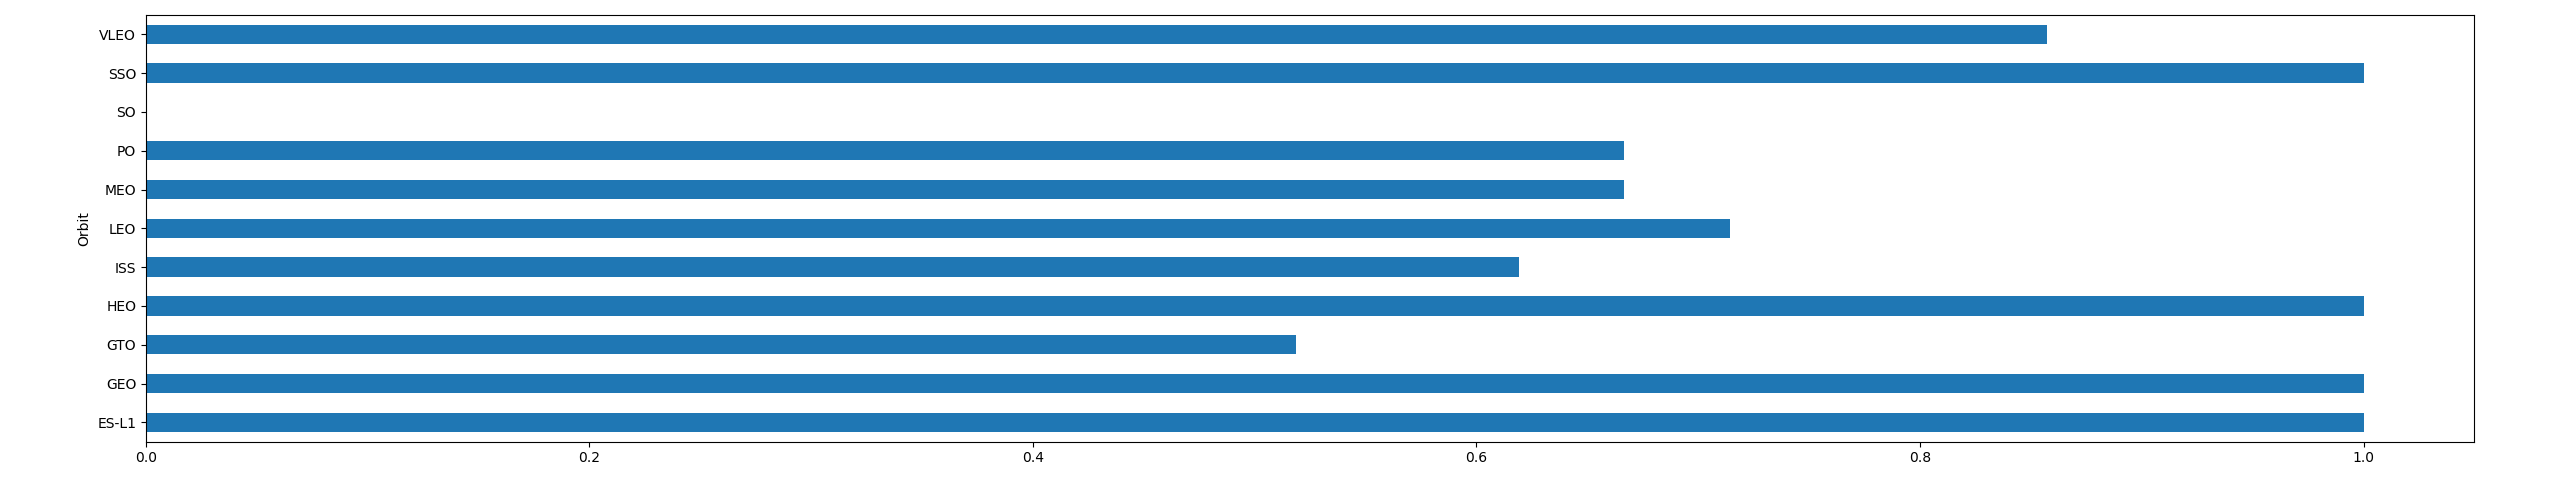 VLEO
SSO
SO
PO
MEO
LEO
ISS
HEO
GTO
GEO
ES-L1
Orbit
0.0 0.2 0.4 0.6 0.8 1.0